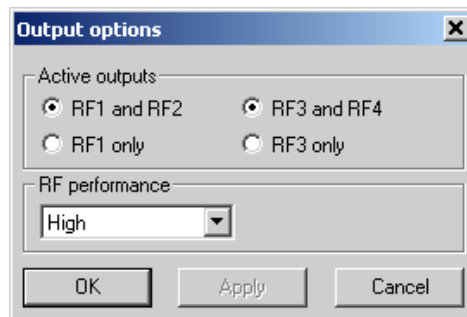 Output options
Active outputs
RF1 and RF2 RF3 and RF4
RF1 only RF3 only
RF performance
High
OK Apply Cancel